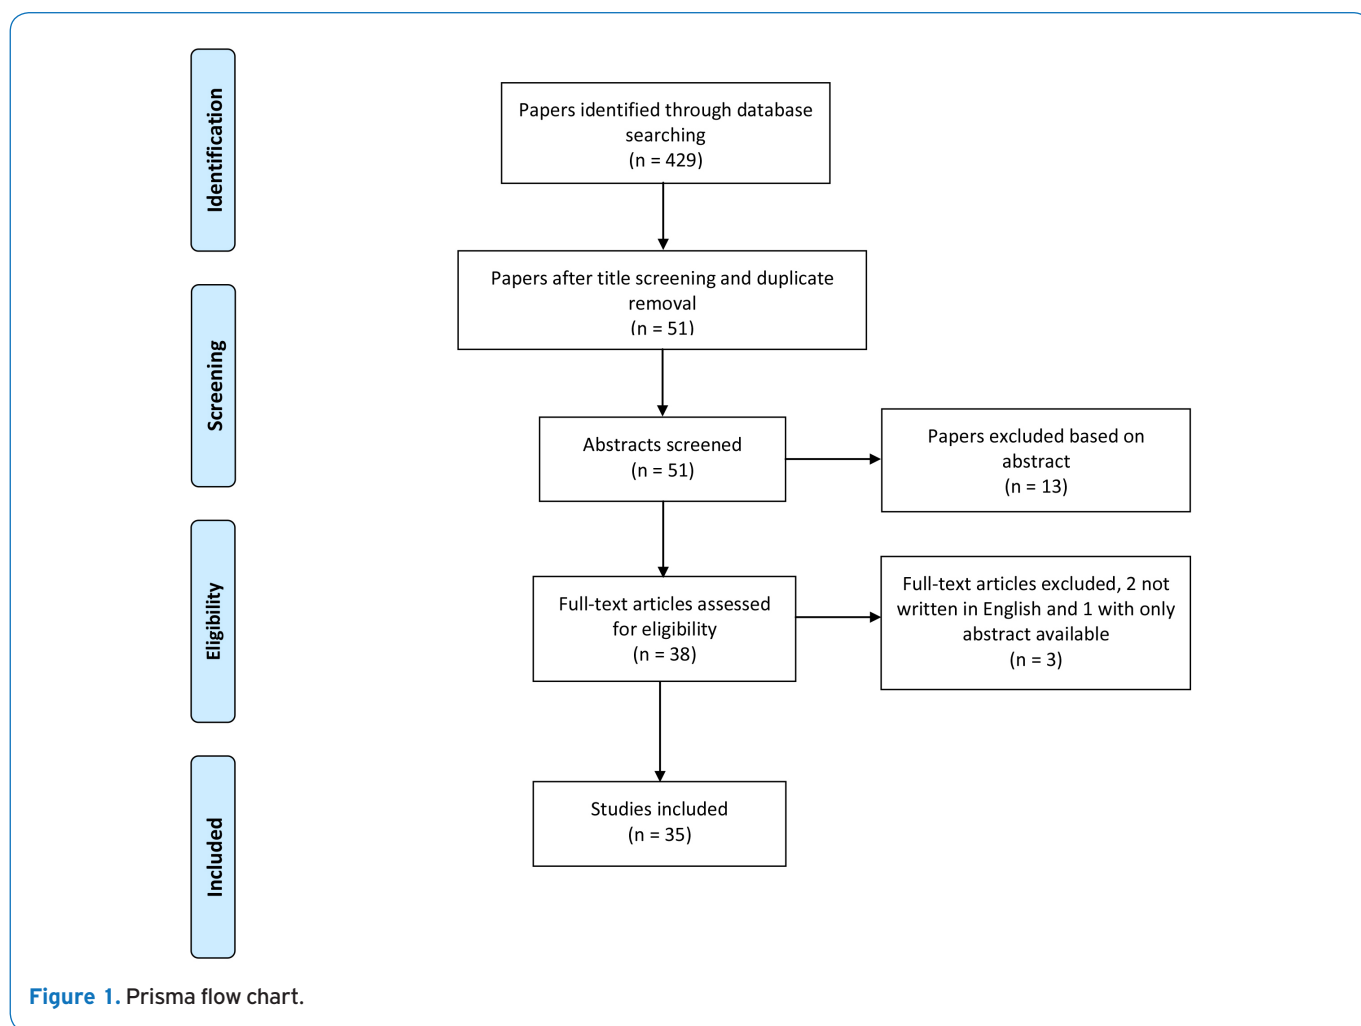 Identification
Papers identified through database
searching
(n = 429)
Papers after title screening and duplicate
removal
(n = 51)
Screening
Abstracts screened
(n = 51)
Papers excluded based on
abstract
(n = 13)
Eligibility
Full-text articles assessed
for eligibility
(n = 38)
Full-text articles excluded, 2 not
written in English and 1 with only
abstract available
(n = 3)
Included
Studies included
(n = 35)
Figure 1. Prisma flow chart.